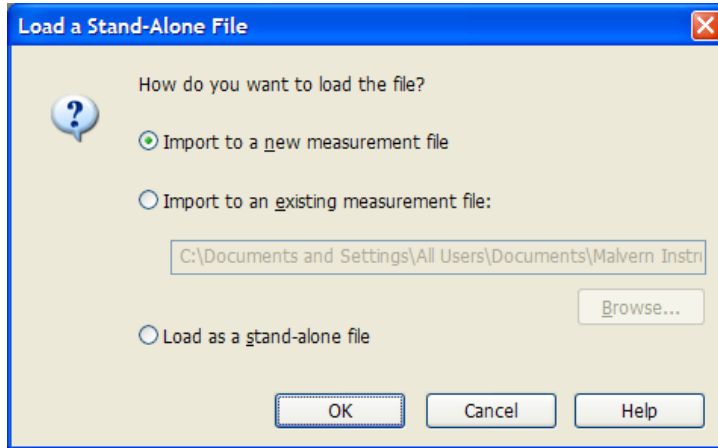 Load a Stand-Alone File
How do you want to load the file?
Import to a new measurement file
Import to an existing measurement file:
C:\Documents and Settings\All Users\Documents\Malvern Instr
Browse...
Load as a stand-alone file
OK Cancel Help